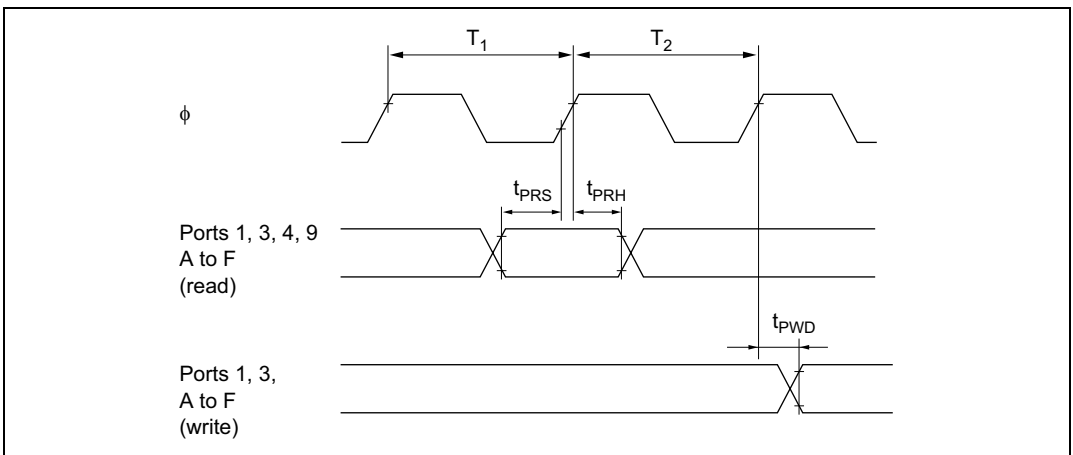 T1
T2
ϕ
tPRS
tPRH
Ports 1, 3, 4, 9
A to F
(read)
tPWD
Ports 1, 3,
A to F
(write)